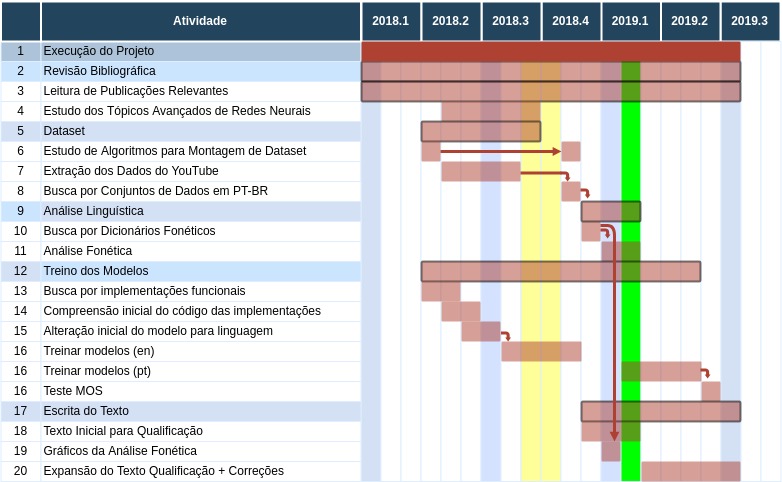 Atividade 2018.1 2018.2 2018.3 2018.4 2019.1 2019.2 2019.3
1 Execução do Projeto
2 Revisão Bibliográfica
3 Leitura de Publicações Relevantes
4 Estudo dos Tópicos Avançados de Redes Neurais
5 Dataset
6 Estudo de Algoritmos para Montagem de Dataset
7 Extração dos Dados do YouTube
8 Busca por Conjuntos de Dados em PT-BR
9 Análise Linguística
10 Busca por Dicionários Fonéticos
11 Análise Fonética
12 Treino dos Modelos
13 Busca por implementações funcionais
14 Compreensão inicial do código das implementações
15 Alteração inicial do modelo para linguagem
16 Treinar modelos (en)
16 Treinar modelos (pt)
16 Teste MOS
17 Escrita do Texto
18 Texto Inicial para Qualificação
19 Gráficos da Análise Fonética
20 Expansão do Texto Qualificação + Correções